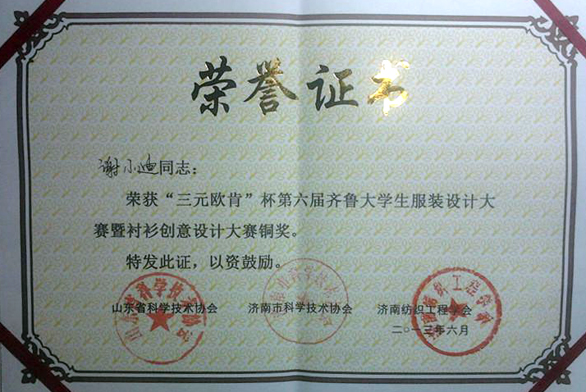 荣誉证书
谢小迪同志：
荣获“三元欧肯”杯第六届齐鲁大学生服装设计大
赛暨衬衫创意设计大赛铜奖。
特发此证，以资鼓励。
山东省科学技术协会 济南市科学技术协会 济南纺织工程学会
二〇一三年六月